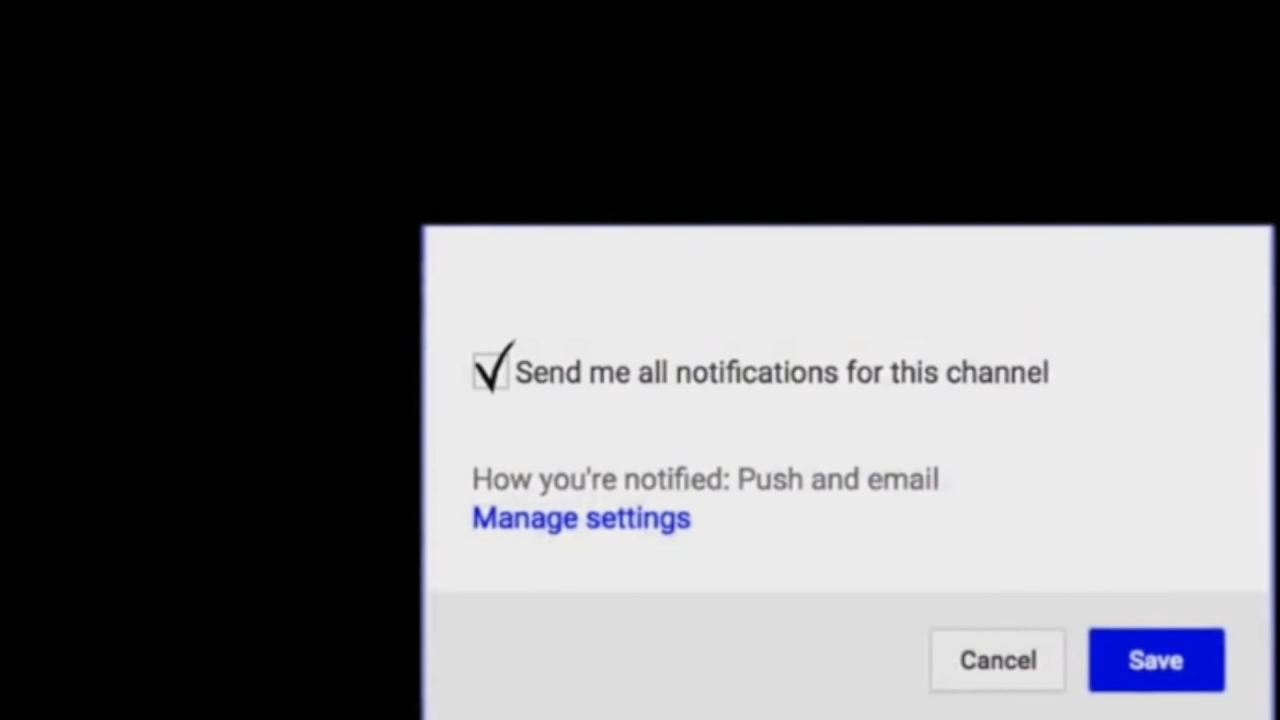 Send me all notifications for this channel
How you're notified: Push and email
Manage settings
Cancel
Save